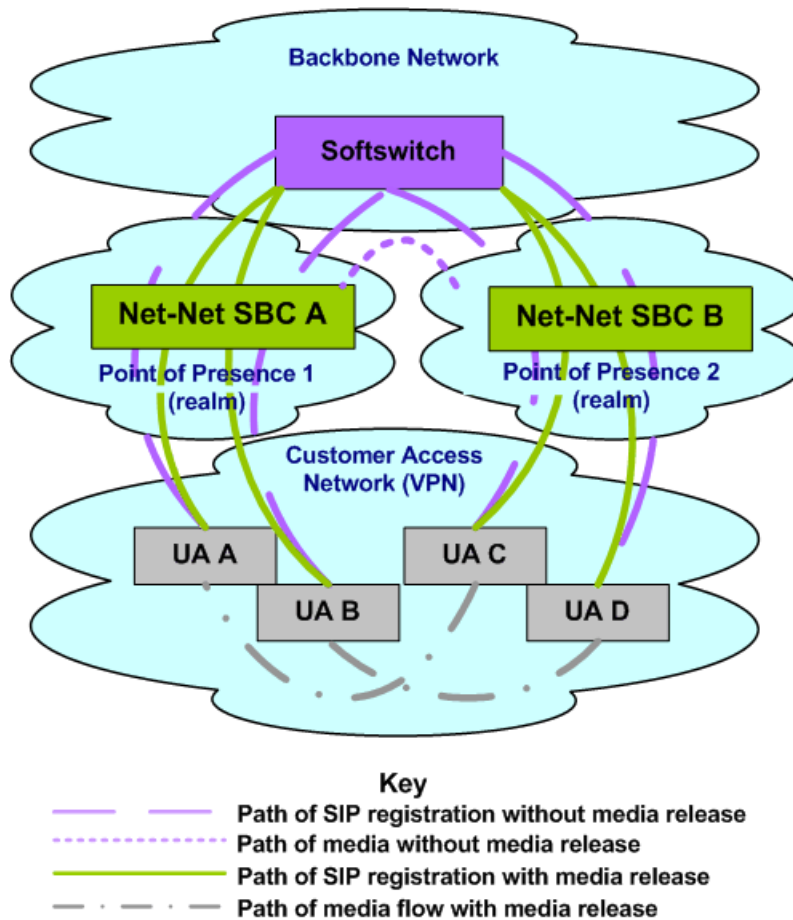 Backbone Network
Softswitch
Net-Net SBC A
Net-Net SBC B
Point of Presence 1
(realm)
Point of Presence 2
(realm)
Customer Access
Network (VPN)
UA A
UA C
UA B
UA D
Key
Path of SIP registration without media release
Path of media without media release
Path of SIP registration with media release
Path of media flow with media release